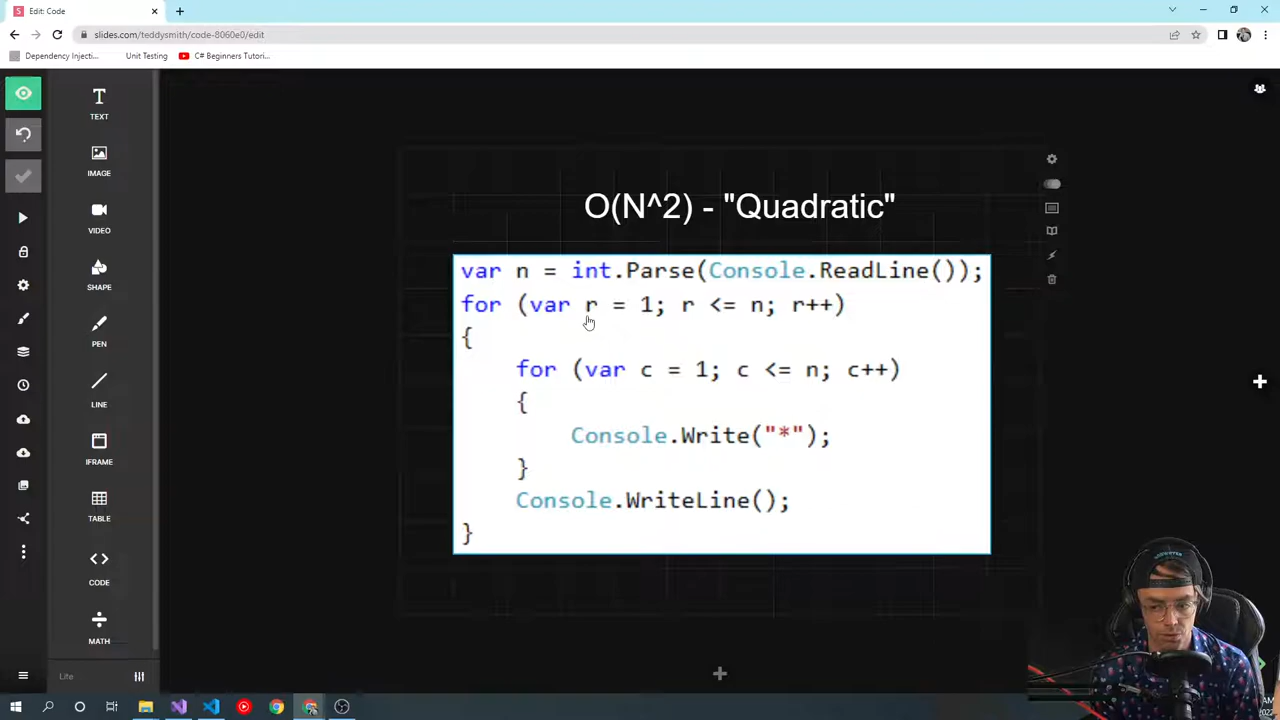 Edit: Code
slides.com/teddysmith/code-8060e0/edit
Dependency Injecti...
Unit Testing
C# Beginners Tutori...
TEXT
IMAGE
VIDEO
SHAPE
PEN
LINE
IFRAME
TABLE
CODE
MATH
Lite
O(N^2) - "Quadratic"
var n = int.Parse(Console.ReadLine());
for (var r = 1; r <= n; r++)
{
for (var c = 1; c <= n; c++)
{
Console.Write("*");
}
Console.WriteLine();
}